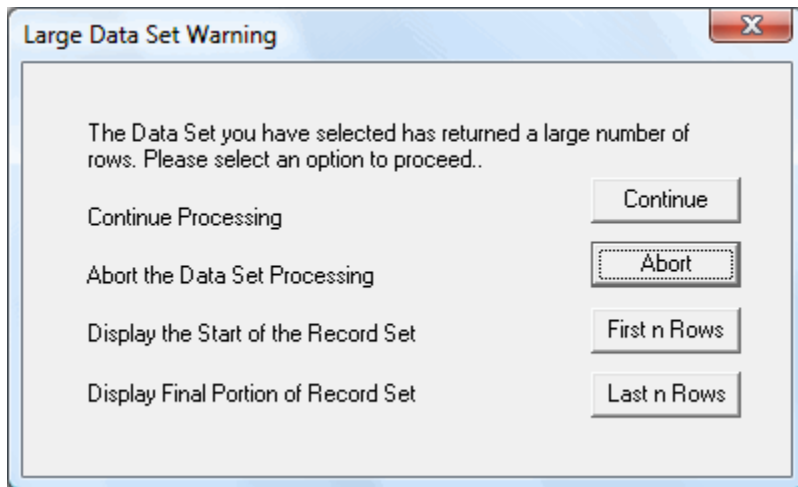 Large Data Set Warning
The Data Set you have selected has returned a large number of
rows. Please select an option to proceed..
Continue Processing
Continue
Abort the Data Set Processing
Abort
Display the Start of the Record Set
First n Rows
Display Final Portion of Record Set
Last n Rows